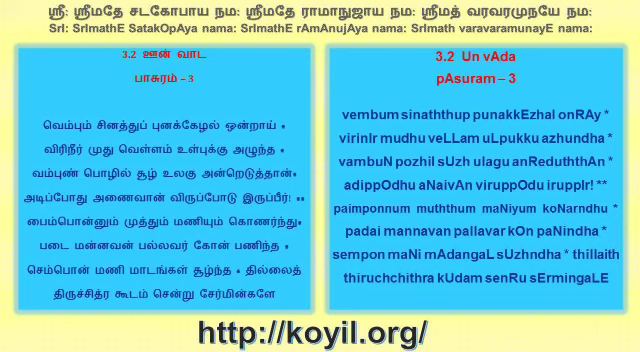 ஸ்ரீ: ஸ்ரீமதே சடகோபாய நம: ஸ்ரீமதே ராமாநுஜாய நம: ஸ்ரீமத் வரவரமுநயே நம:
SrI: SrImathE SatakOpAya nama: SrImathE rAmAnujAya nama: SrImath varavaramunayE nama:
3.2 ஊன் வாட
பாசுரம் – 3
வெம்பும் சினத்துப் புனக்கேழல் ஒன்றாய் *
விரிநீர் முது வெள்ளம் உள்புக்கு அழுந்த *
வம்புண் பொழில் சூழ் உலகு அன்றெடுத்தான்*
அடிப்போது அணைவான் விருப்போடு இருப்பீர்! **
பைம்பொன்னும் முத்தும் மணியும் கொணர்ந்து*
படை மன்னவன் பல்லவர் கோன் பணிந்த *
செம்பொன் மணி மாடங்கள் சூழ்ந்த * தில்லைத்
திருச்சித்ர கூடம் சென்று சேர்மின்களே
3.2 Un vAda
pAsuram – 3
vembum sinaththup punakkEzhal onRAy *
virinIr mudhu veLLam uLpukku azhundha *
vambuN pozhil sUzh ulagu anReduththAn *
adippOdhu aNaivAn viruppOdu iruppIr! **
paimponnum muththum maNiyum koNarndhu *
padai mannavan pallavar kOn paNindha *
sempon maNi mAdangaL sUzhndha * thillaith
thiruchchithra kUdam senRu sErmingaLE
http://koyil.org/